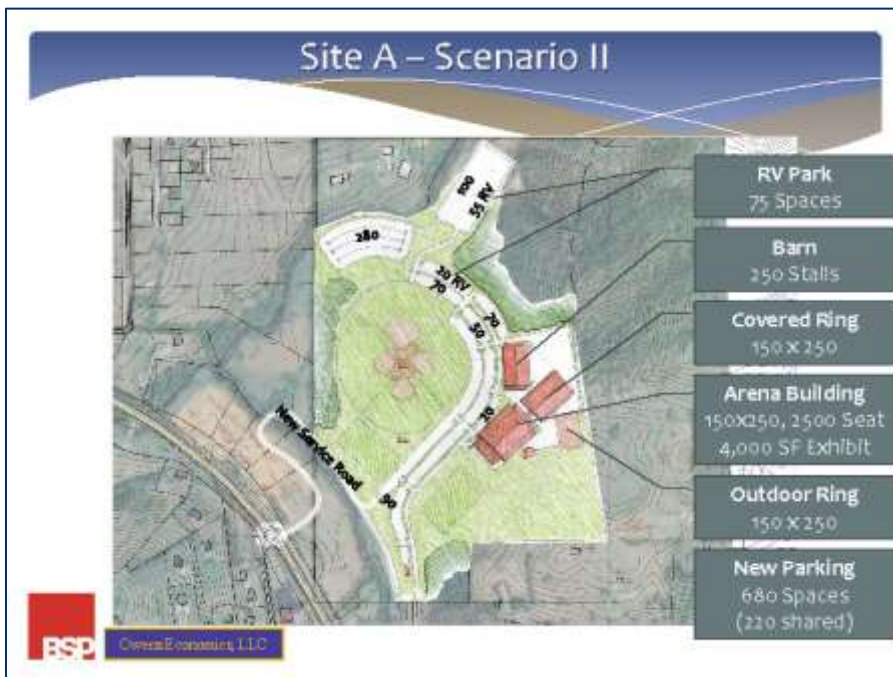 Site A – Scenario II
RV Park
75 Spaces
Barn
250 Stalls
Covered Ring
150 x 250
Arena Building
150x250, 2500 Seat
4,000 SF Exhibit
Outdoor Ring
150 x 250
New Parking
680 Spaces
(220 shared)
100
55 RV
280
20 RV
70
70
50
20
90
New Service Road
BSP
Owens Economics, LLC